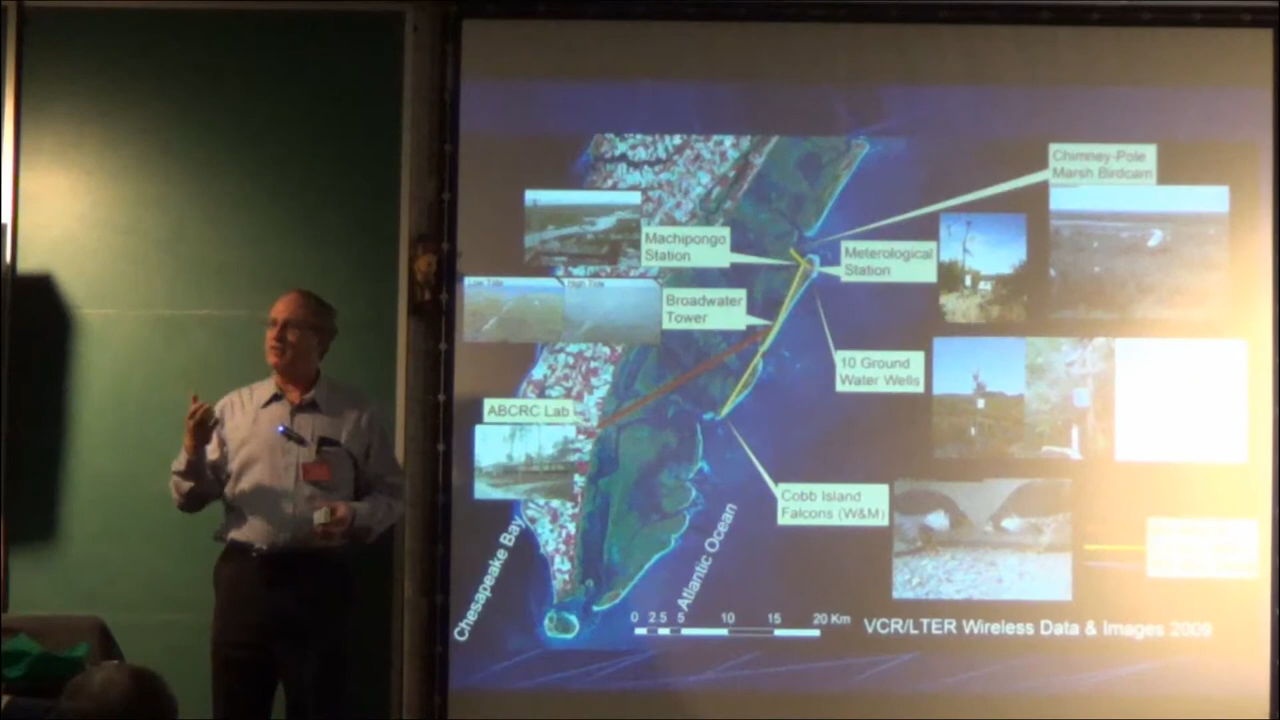 Chimney-Pole
Marsh Birdcam
Machipongo
Station
Meterological
Station
Low Tide
High Tide
Broadwater
Tower
10 Ground
Water Wells
ABCRC Lab
Cobb Island
Falcons (W&M)
Chesapeake Bay
Atlantic Ocean
0 2.5 5 10 15 20 Km
VCR/LTER Wireless Data & Images 2009